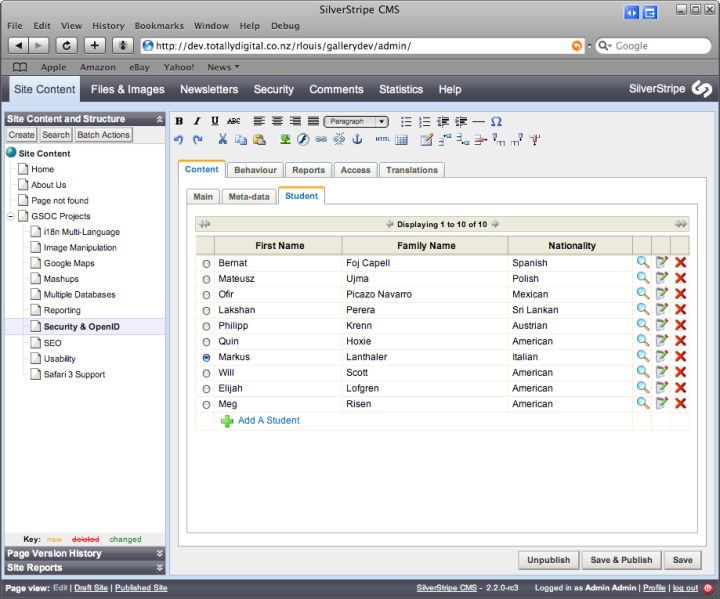 SilverStripe CMS
File Edit View History Bookmarks Window Help Debug
http://dev.totallydigital.co.nz/rlouis/gallerydev/admin/ Google
Apple Amazon eBay Yahoo! News
Site Content Files & Images Newsletters Security Comments Statistics Help SilverStripe
Site Content and Structure
Create Search Batch Actions
Site Content
Home
About Us
Page not found
GSOC Projects
i18n Multi-Language
Image Manipulation
Google Maps
Mashups
Multiple Databases
Reporting
Security & OpenID
SEO
Usability
Safari 3 Support
Key: new deleted changed
Page Version History
Site Reports
B I U ABC Paragraph
HTML
Content Behaviour Reports Access Translations
Main Meta-data Student
Displaying 1 to 10 of 10
First Name Family Name Nationality
Bernat Foj Capell Spanish
Mateusz Ujma Polish
Ofir Picazo Navarro Mexican
Lakshan Perera Sri Lankan
Philipp Krenn Austrian
Quin Hoxie American
Markus Lanthaler Italian
Will Scott American
Elijah Lofgren American
Meg Risen American
Add A Student
Unpublish Save & Publish Save
Page view: Edit | Draft Site | Published Site SilverStripe CMS - 2.2.0-rc3 Logged in as Admin Admin | Profile | log out